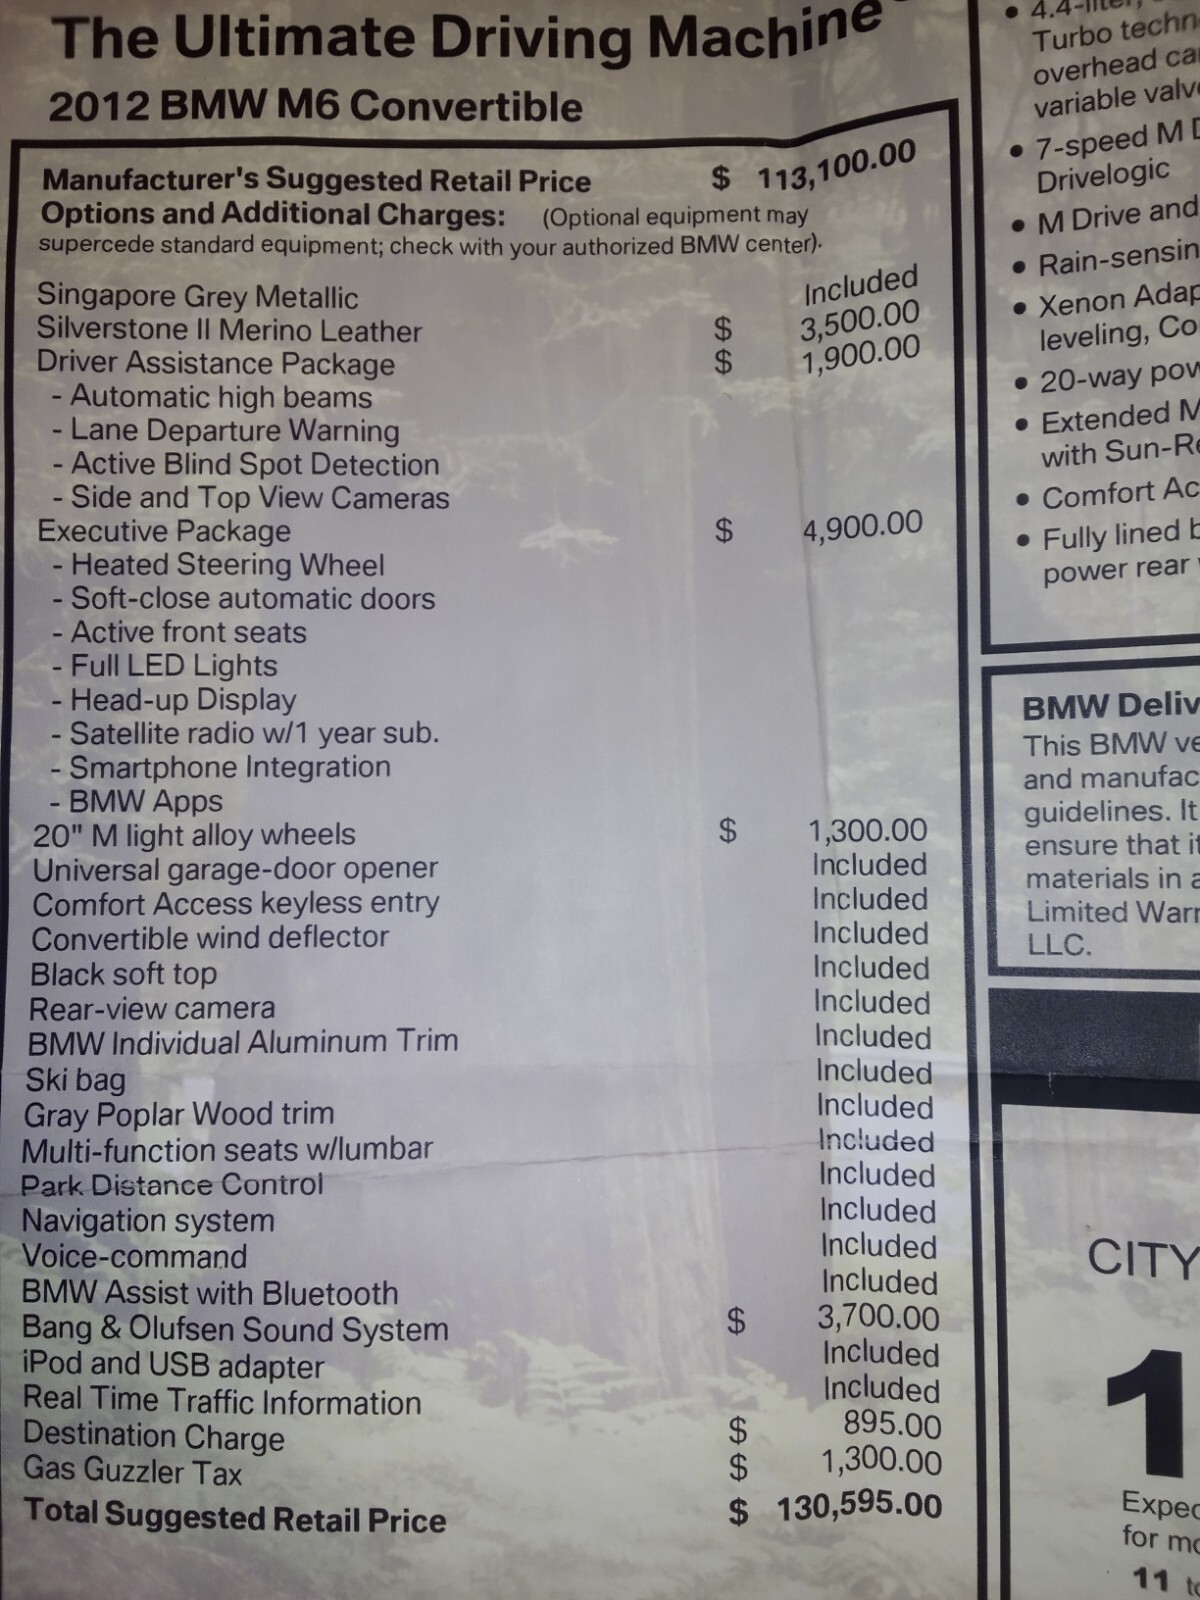 The Ultimate Driving Machine
2012 BMW M6 Convertible
Manufacturer's Suggested Retail Price $ 113,100.00
Options and Additional Charges: (Optional equipment may
supercede standard equipment; check with your authorized BMW center).
Singapore Grey Metallic Included
Silverstone II Merino Leather $ 3,500.00
Driver Assistance Package $ 1,900.00
- Automatic high beams
- Lane Departure Warning
- Active Blind Spot Detection
- Side and Top View Cameras
Executive Package $ 4,900.00
- Heated Steering Wheel
- Soft-close automatic doors
- Active front seats
- Full LED Lights
- Head-up Display
- Satellite radio w/1 year sub.
- Smartphone Integration
- BMW Apps
20" M light alloy wheels $ 1,300.00
Universal garage-door opener Included
Comfort Access keyless entry Included
Convertible wind deflector Included
Black soft top Included
Rear-view camera Included
BMW Individual Aluminum Trim Included
Ski bag Included
Gray Poplar Wood trim Included
Multi-function seats w/lumbar Included
Park Distance Control Included
Navigation system Included
Voice-command Included
BMW Assist with Bluetooth Included
Bang & Olufsen Sound System $ 3,700.00
iPod and USB adapter Included
Real Time Traffic Information Included
Destination Charge $ 895.00
Gas Guzzler Tax $ 1,300.00
Total Suggested Retail Price $ 130,595.00
• 4.4-liter,
Turbo techn
overhead ca
variable valv
• 7-speed M D
Drivelogic
• M Drive and
• Rain-sensin
• Xenon Adap
leveling, Co
• 20-way pow
• Extended M
with Sun-Re
• Comfort Ac
• Fully lined b
power rear
BMW Deliv
This BMW ve
and manufac
guidelines. It
ensure that it
materials in a
Limited Warr
LLC.
CITY
1
Expec
for mo
11 to